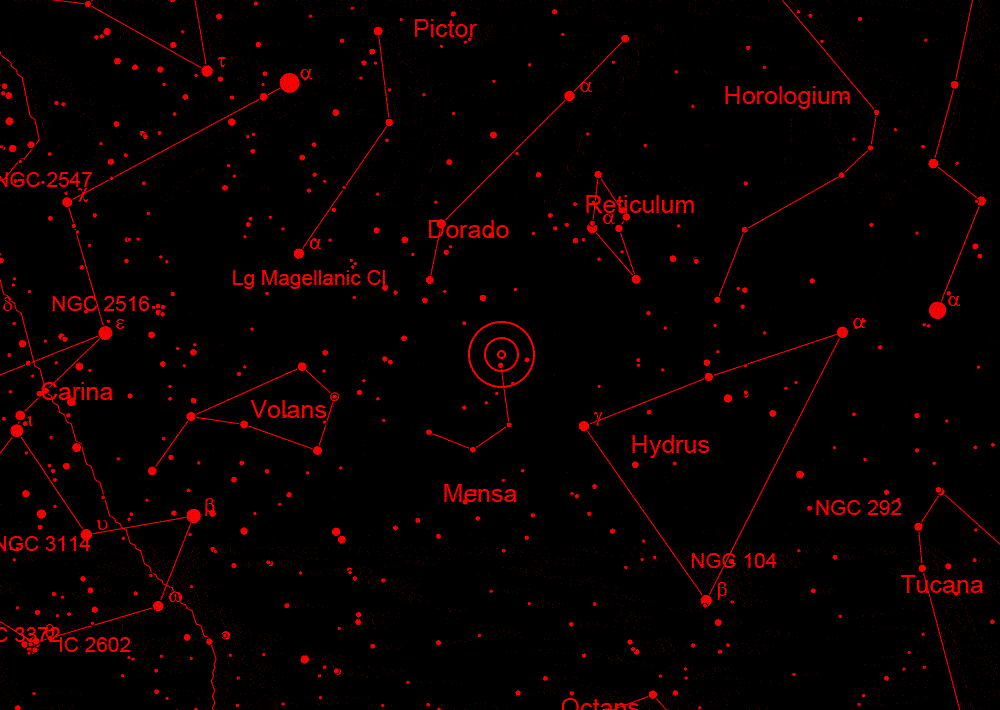 Pictor
τ
α
α
Horologium
NGC 2547
χ
Reticulum
α
Dorado
α
Lg Magellanic Cl
δ
NGC 2516
ε
α
α
Carina
Volans
ι
γ
Hydrus
Mensa
β
NGC 292
υ
NGC 3114
NGC 104
β
Tucana
ω
C 3372
θ
IC 2602
Octans